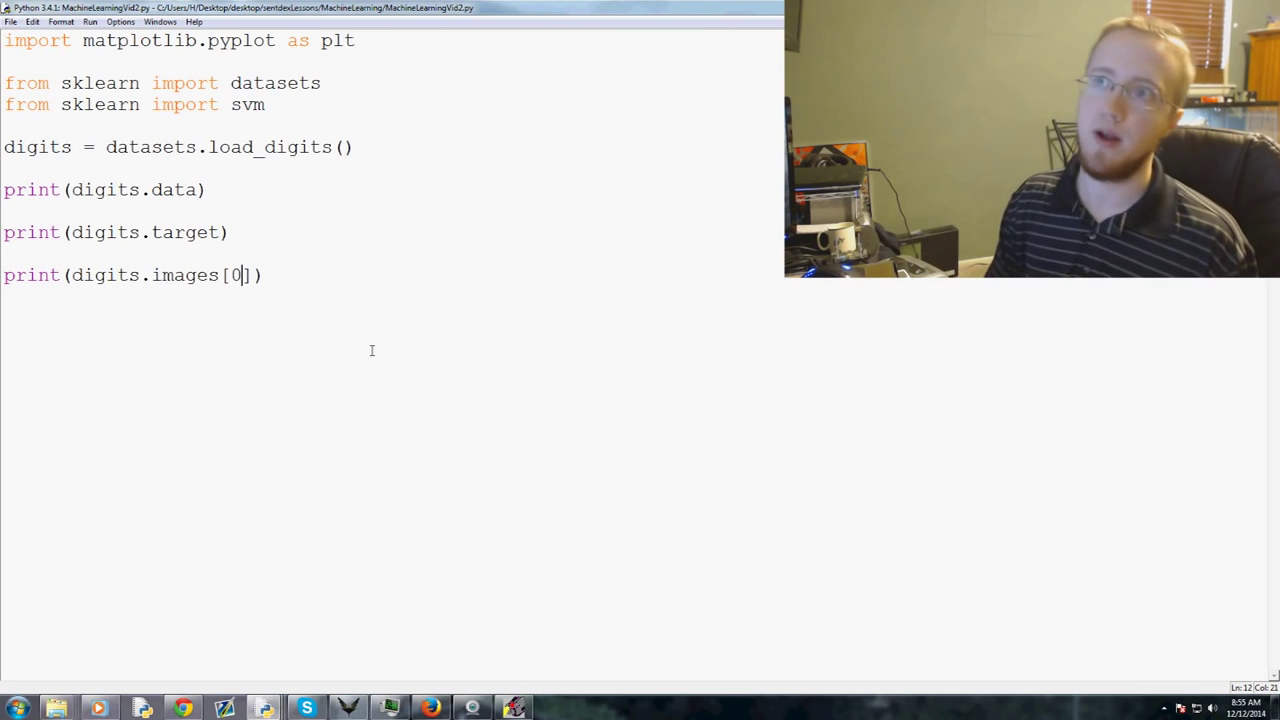 Python 3.4.1: MachineLearningVid2.py - C:/Users/H/Desktop/desktop/sentdexLessons/MachineLearning/MachineLearningVid2.py
File Edit Format Run Options Windows Help
import matplotlib.pyplot as plt
from sklearn import datasets
from sklearn import svm
digits = datasets.load_digits()
print(digits.data)
print(digits.target)
print(digits.images[0])
Ln: 12 Col: 21
8:55 AM
12/12/2014